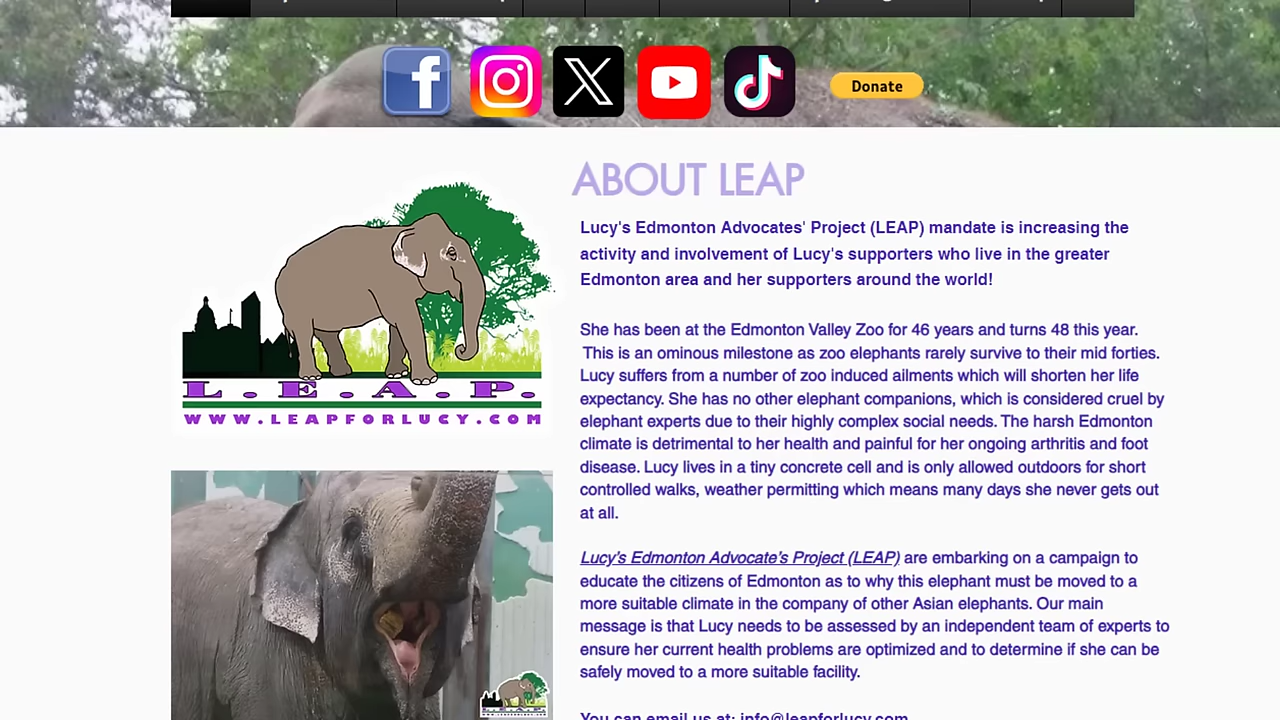 Donate
ABOUT LEAP
Lucy's Edmonton Advocates' Project (LEAP) mandate is increasing the
activity and involvement of Lucy's supporters who live in the greater
Edmonton area and her supporters around the world!
She has been at the Edmonton Valley Zoo for 46 years and turns 48 this year.
This is an ominous milestone as zoo elephants rarely survive to their mid forties.
Lucy suffers from a number of zoo induced ailments which will shorten her life
expectancy. She has no other elephant companions, which is considered cruel by
elephant experts due to their highly complex social needs. The harsh Edmonton
climate is detrimental to her health and painful for her ongoing arthritis and foot
disease. Lucy lives in a tiny concrete cell and is only allowed outdoors for short
controlled walks, weather permitting which means many days she never gets out
at all.
Lucy’s Edmonton Advocate’s Project (LEAP) are embarking on a campaign to
educate the citizens of Edmonton as to why this elephant must be moved to a
more suitable climate in the company of other Asian elephants. Our main
message is that Lucy needs to be assessed by an independent team of experts to
ensure her current health problems are optimized and to determine if she can be
safely moved to a more suitable facility.
You can email us at: info@leapforlucy.com
L.E.A.P.
WWW.LEAPFORLUCY.COM
L.E.A.P.